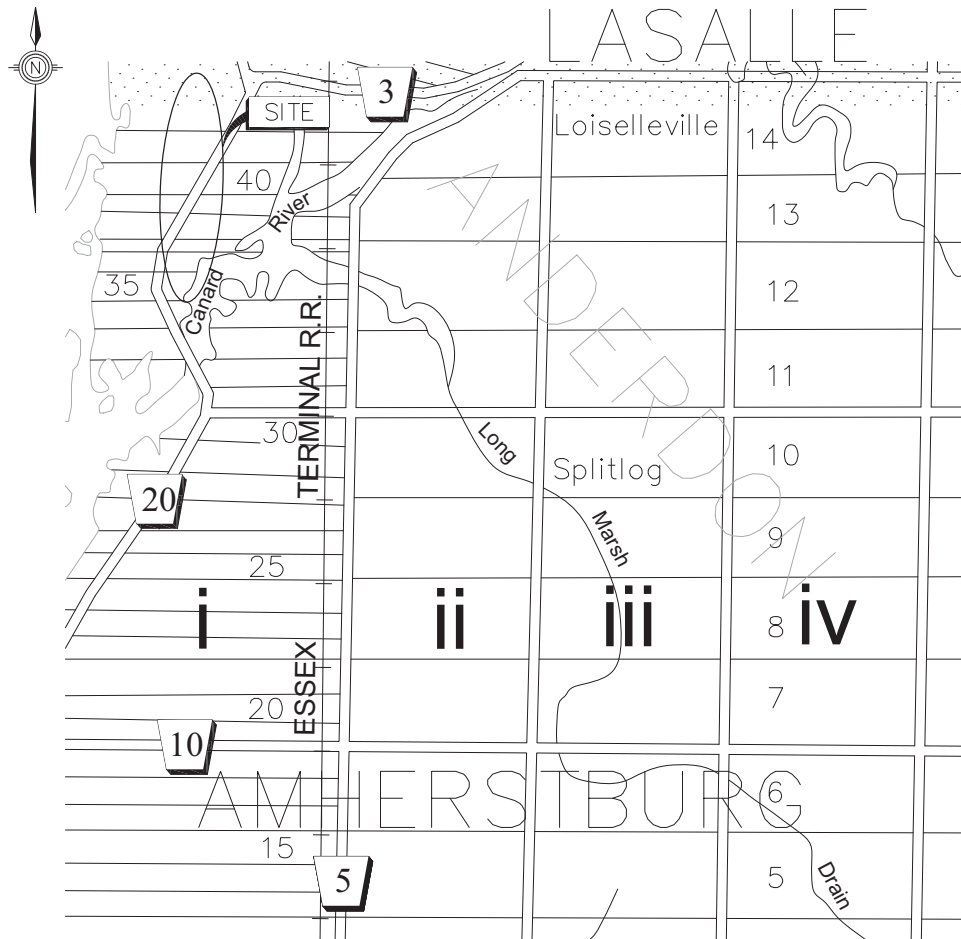 LASALLE
N
3
SITE
Loiselleville
14
40
River
ANDERDON
13
35
Canard
12
TERMINAL R.R.
11
30
Long
10
Splitlog
20
Marsh
9
25
i
ii
iii
8
iv
ESSEX
20
7
10
AMHERSTBURG
6
15
5
5
Drain